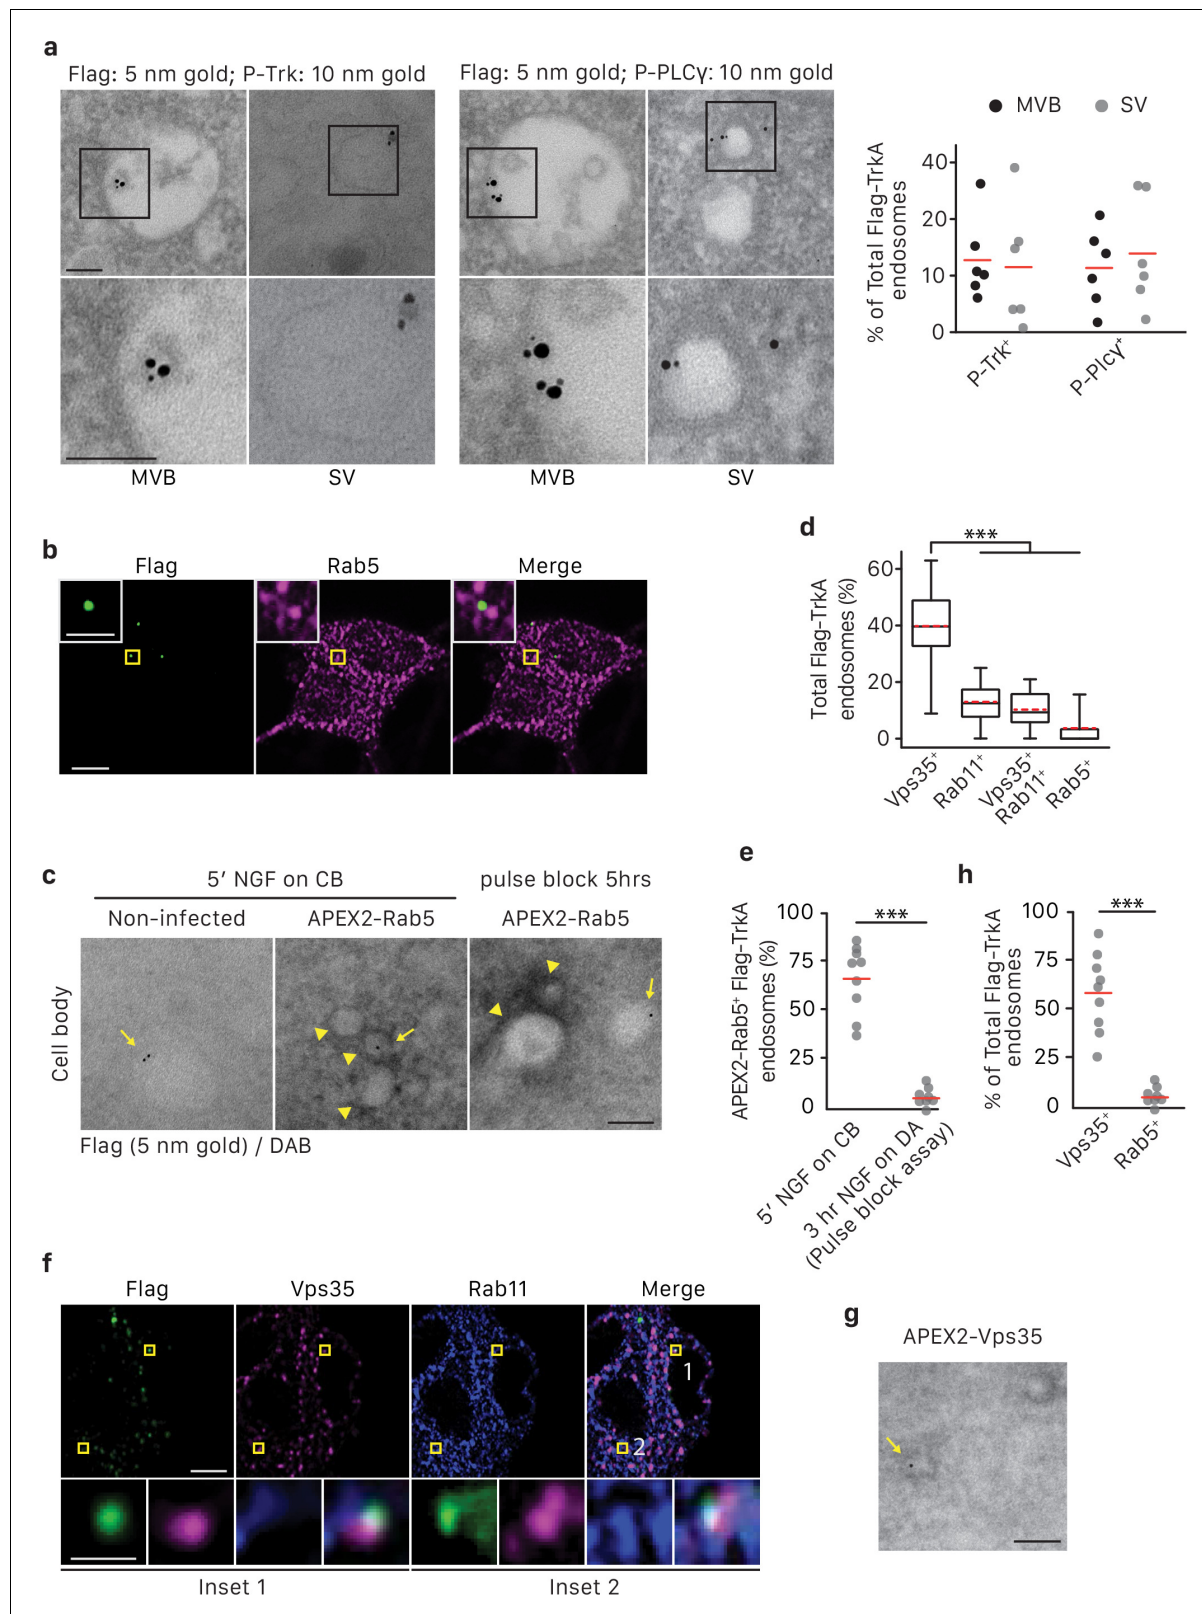 a
Flag: 5 nm gold; P-Trk: 10 nm gold
Flag: 5 nm gold; P-PLCγ: 10 nm gold
MVB
SV
MVB
SV
MVB
SV
% of Total Flag-TrkA
endosomes
40
20
10
0
P-Trk⁺
P-Plcγ⁺
b
Flag
Rab5
Merge
d
***
Total Flag-TrkA
endosomes (%)
60
40
20
0
Vps35⁺
Rab11⁺
Vps35⁺
Rab11⁺
Rab5⁺
c
5′ NGF on CB
pulse block 5hrs
Non-infected
APEX2-Rab5
APEX2-Rab5
Cell body
Flag (5 nm gold) / DAB
e
APEX2-Rab5⁺ Flag-TrkA
endosomes (%)
100
75
50
25
0
***
5′ NGF on CB
3 hr NGF on DA
(Pulse block assay)
h
% of Total Flag-TrkA
endosomes
100
75
50
25
0
***
Vps35⁺
Rab5⁺
f
Flag
Vps35
Rab11
Merge
1
2
Inset 1
Inset 2
g
APEX2-Vps35